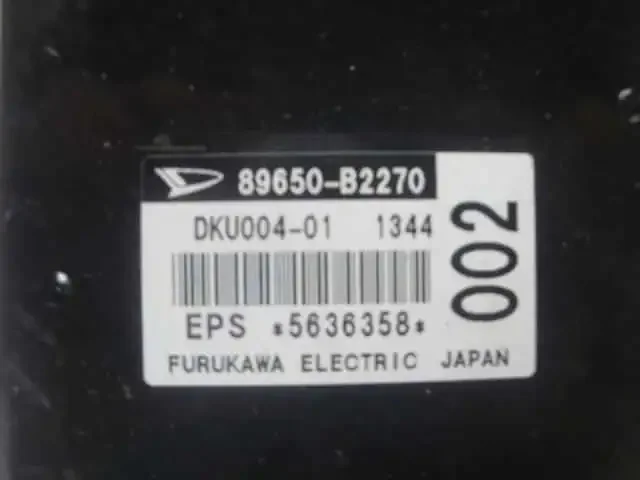 89650-B2270
DKU004-01 1344
002
EPS *5636358*
FURUKAWA ELECTRIC JAPAN